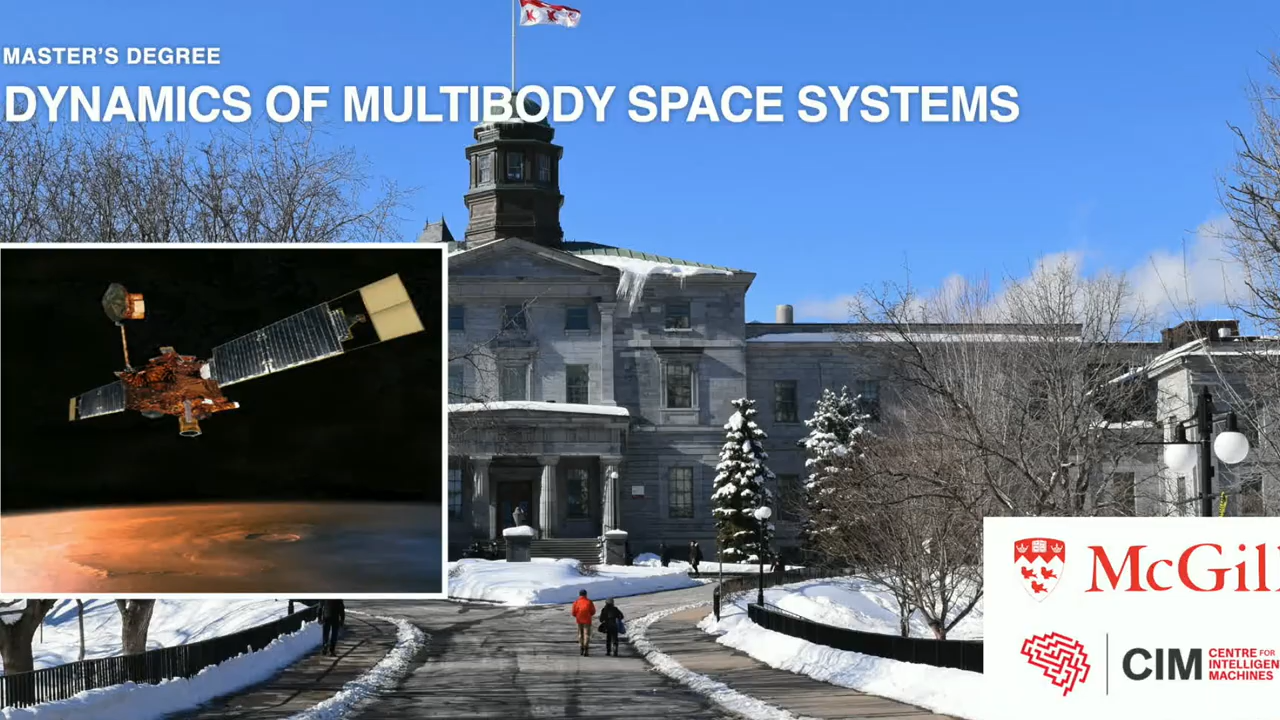 MASTER'S DEGREE
DYNAMICS OF MULTIBODY SPACE SYSTEMS
McGil
CIM
CENTRE FOR
INTELLIGEN
MACHINES